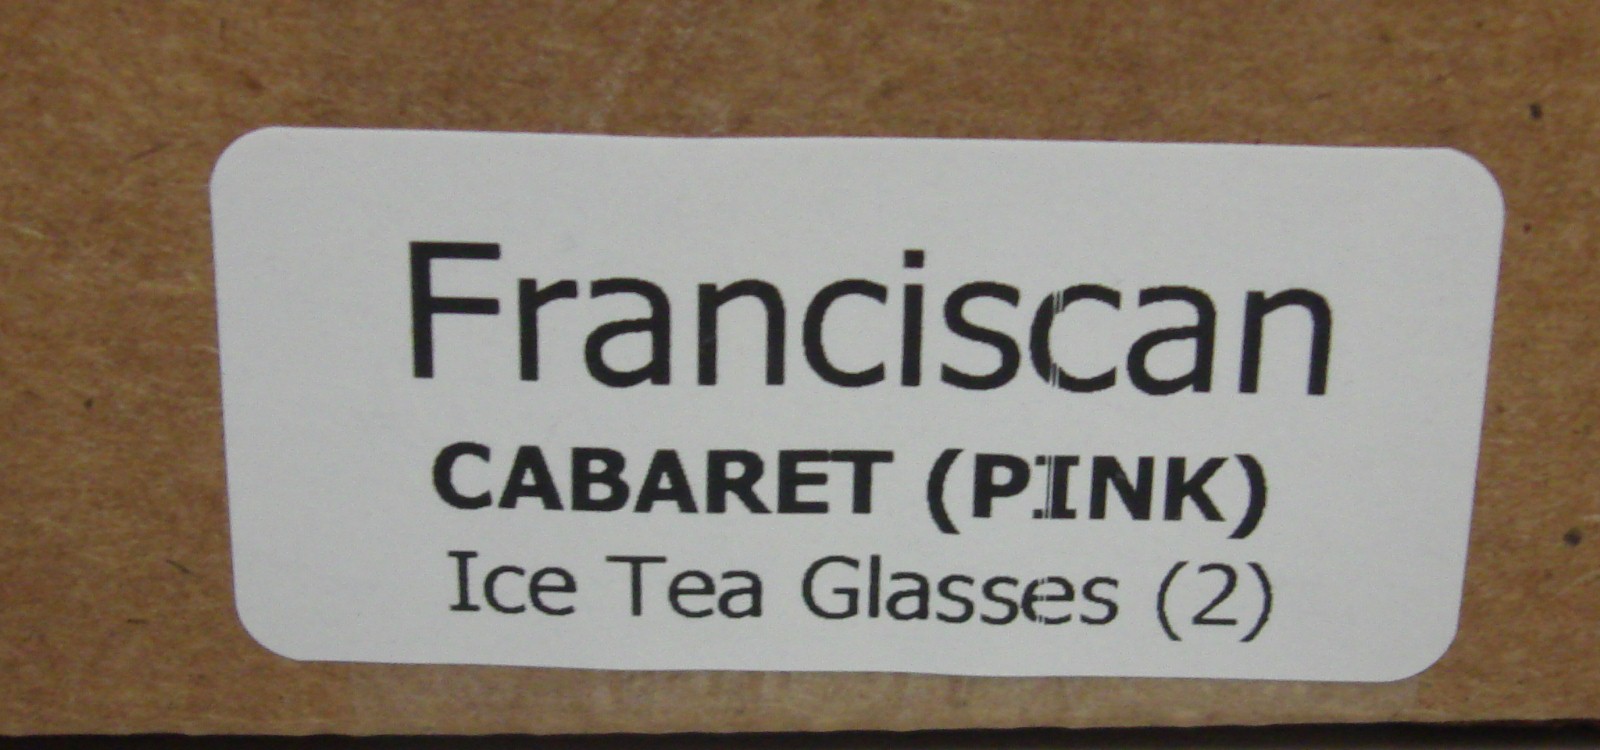 Franciscan
CABARET (PINK)
Ice Tea Glasses (2)